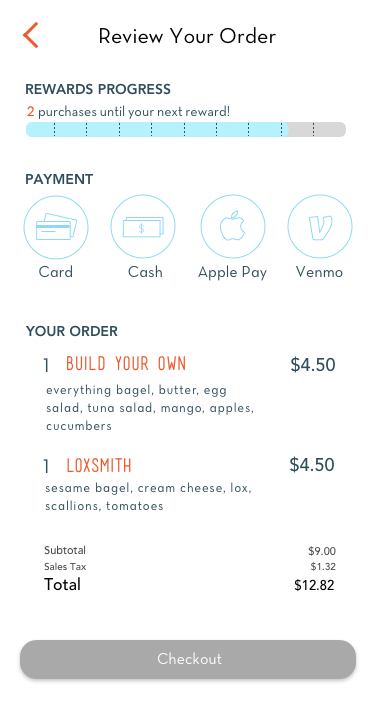 Review Your Order
REWARDS PROGRESS
2 purchases until your next reward!
PAYMENT
$
Card Cash Apple Pay Venmo
YOUR ORDER
1 BUILD YOUR OWN $4.50
everything bagel, butter, egg
salad, tuna salad, mango, apples,
cucumbers
1 LOXSMITH $4.50
sesame bagel, cream cheese, lox,
scallions, tomatoes
Subtotal $9.00
Sales Tax $1.32
Total $12.82
Checkout